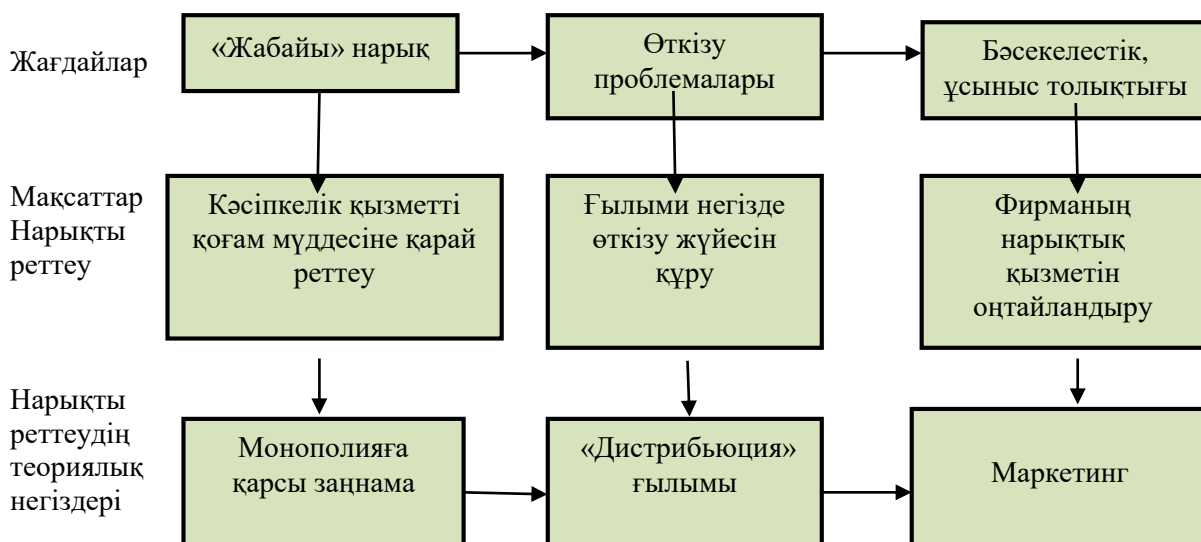 Жағдайлар
«Жабайы» нарық
Өткізу
проблемалары
Бәсекелестік,
ұсыныс толықтығы
Мақсаттар
Нарықты
реттеу
Кәсіпкелік қызметті
қоғам мүддесіне қарай
реттеу
Ғылыми негізде
өткізу жүйесін
құру
Фирманың
нарықтық
қызметін
оңтайландыру
Нарықты
реттеудің
теориялық
негіздері
Монополияға
қарсы заңнама
«Дистрибьюция»
ғылымы
Маркетинг